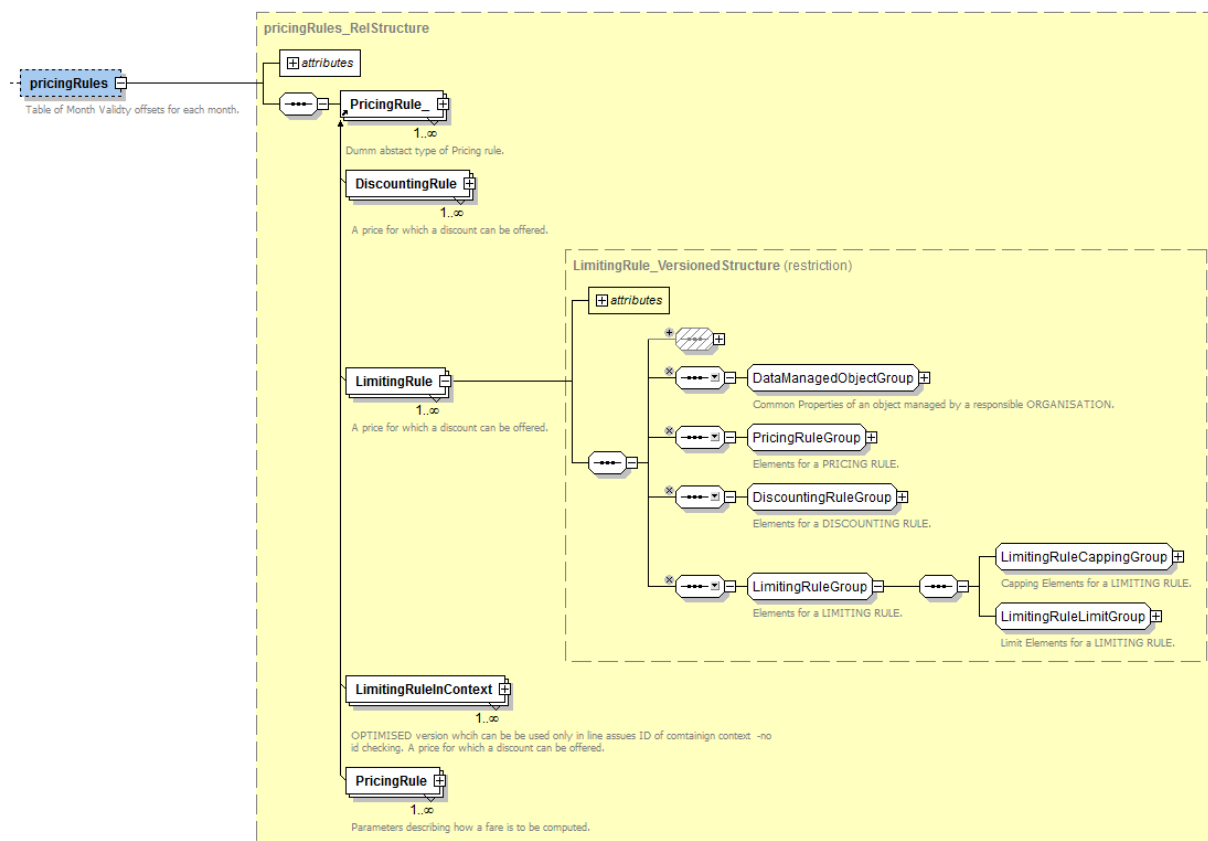 pricingRules_RelStructure
attributes
pricingRules
Table of Month Validty offsets for each month.
PricingRule_
1..∞
Dumm abstact type of Pricing rule.
DiscountingRule
1..∞
A price for which a discount can be offered.
LimitingRule_VersionedStructure (restriction)
attributes
DataManagedObjectGroup
Common Properties of an object managed by a responsible ORGANISATION.
LimitingRule
1..∞
A price for which a discount can be offered.
PricingRuleGroup
Elements for a PRICING RULE.
DiscountingRuleGroup
Elements for a DISCOUNTING RULE.
LimitingRuleGroup
Elements for a LIMITING RULE.
LimitingRuleCappingGroup
Capping Elements for a LIMITING RULE.
LimitingRuleLimitGroup
Limit Elements for a LIMITING RULE.
LimitingRuleInContext
1..∞
OPTIMISED version whcih can be be used only in line assues ID of comtainign context -no
id checking. A price for which a discount can be offered.
PricingRule
1..∞
Parameters describing how a fare is to be computed.